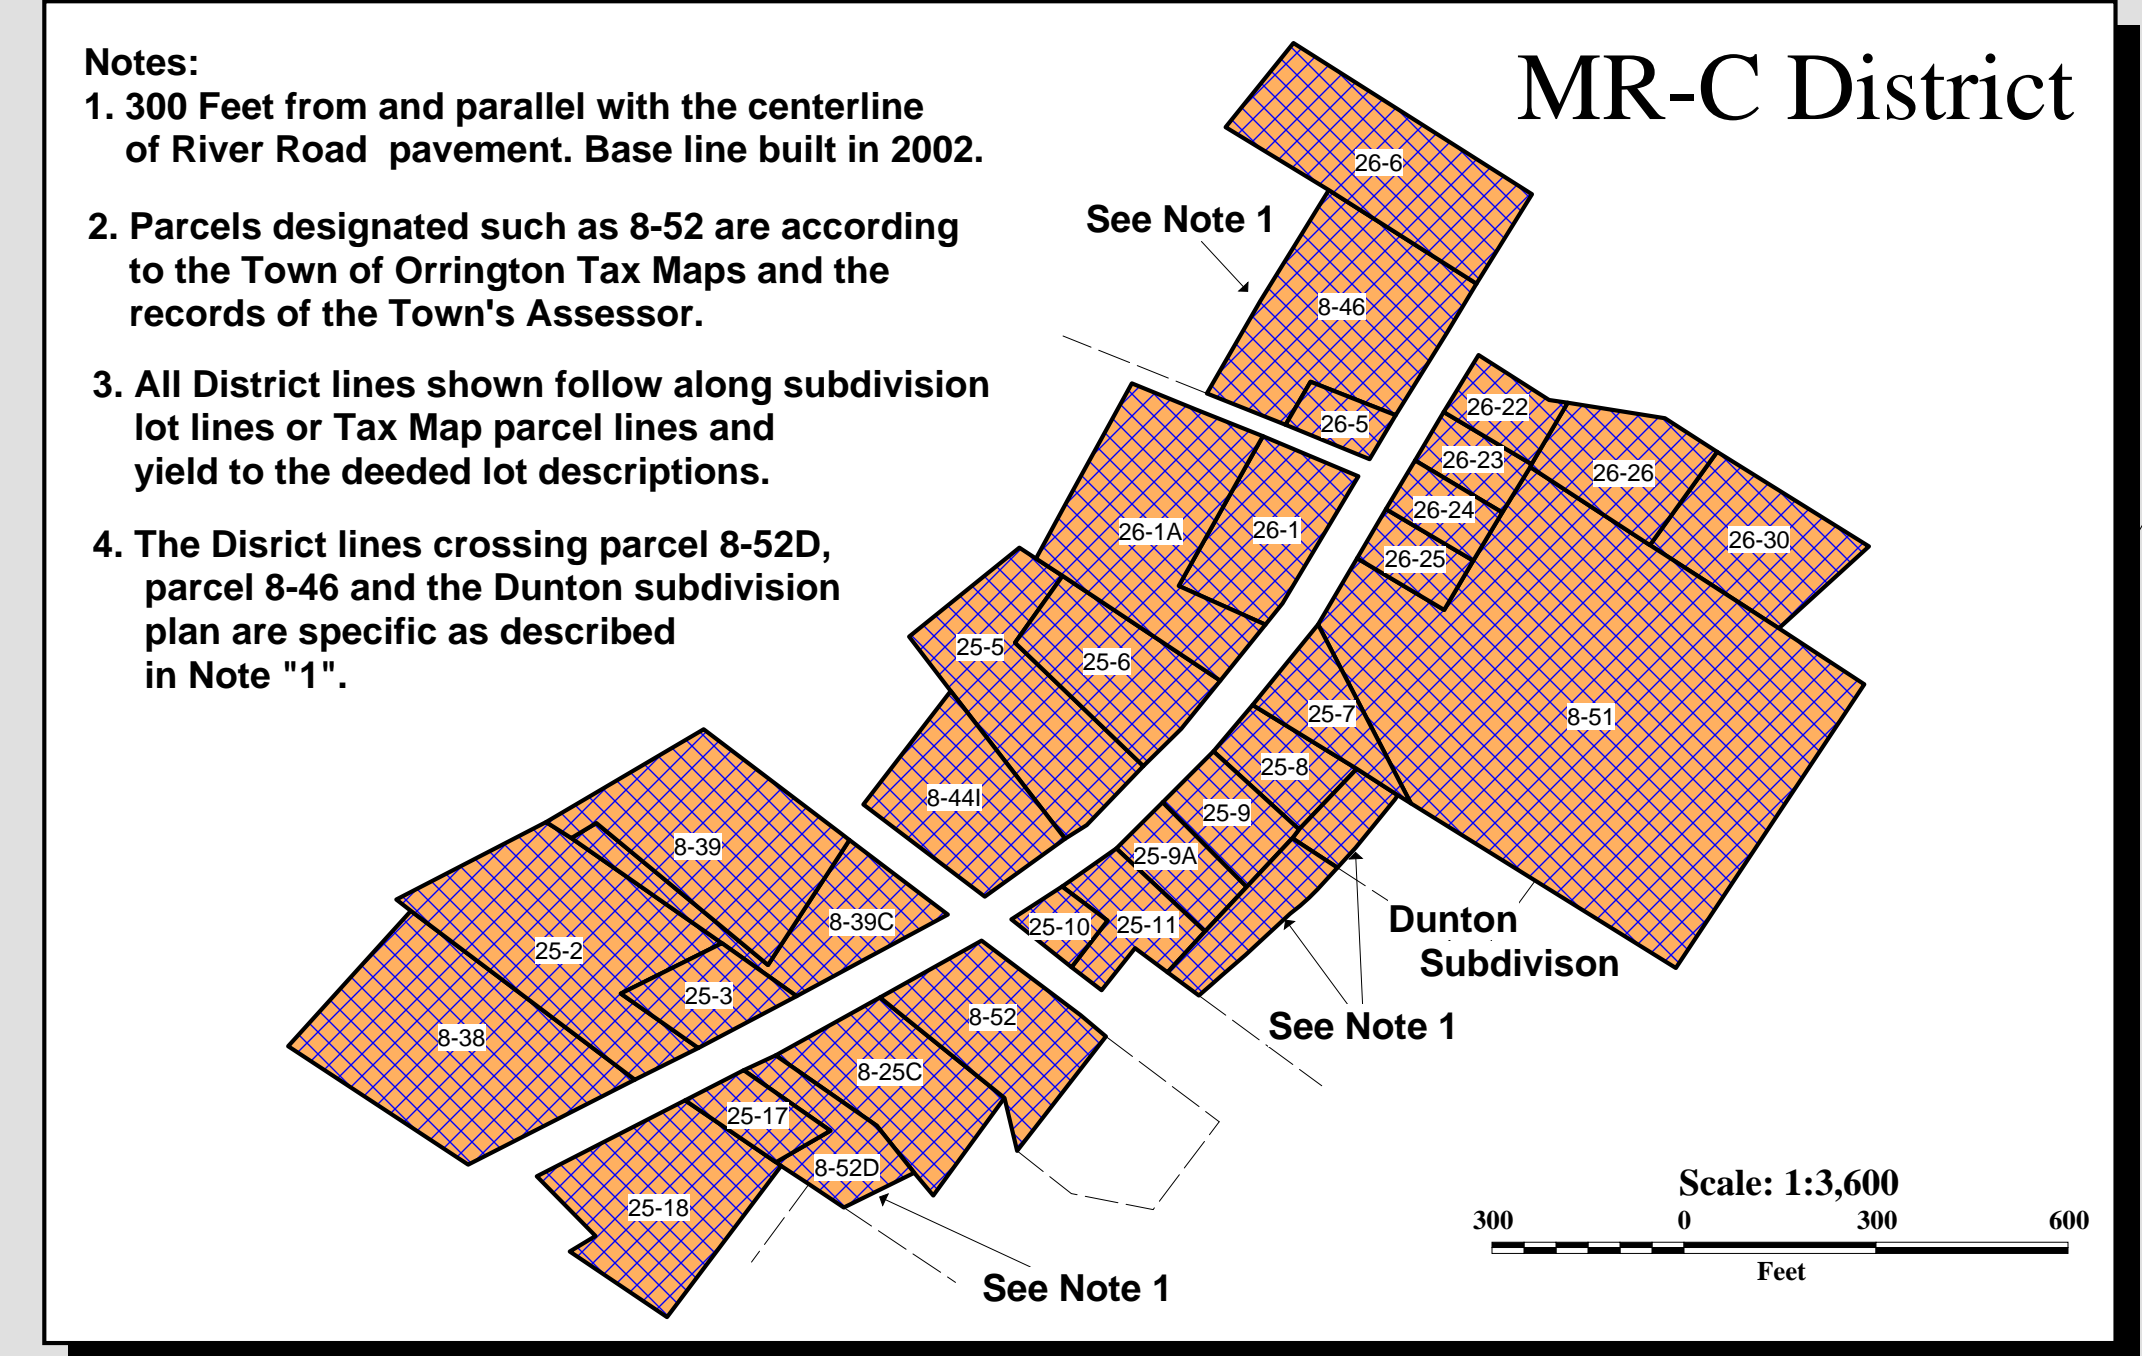 Notes:
1. 300 Feet from and parallel with the centerline
of River Road pavement. Base line built in 2002.
2. Parcels designated such as 8-52 are according
to the Town of Orrington Tax Maps and the
records of the Town's Assessor.
3. All District lines shown follow along subdivision
lot lines or Tax Map parcel lines and
yield to the deeded lot descriptions.
4. The Disrict lines crossing parcel 8-52D,
parcel 8-46 and the Dunton subdivision
plan are specific as described
in Note "1".
MR-C District
26-6
See Note 1
8-46
26-5
26-22
26-23
26-26
26-24
26-1A
26-1
26-30
26-25
25-5
25-6
25-7
8-51
25-8
8-44I
25-9
8-39
25-9A
8-39C
25-10
25-11
Dunton
Subdivison
25-2
25-3
8-52
See Note 1
8-38
8-25C
25-17
8-52D
25-18
See Note 1
Scale: 1:3,600
300 0 300 600
Feet